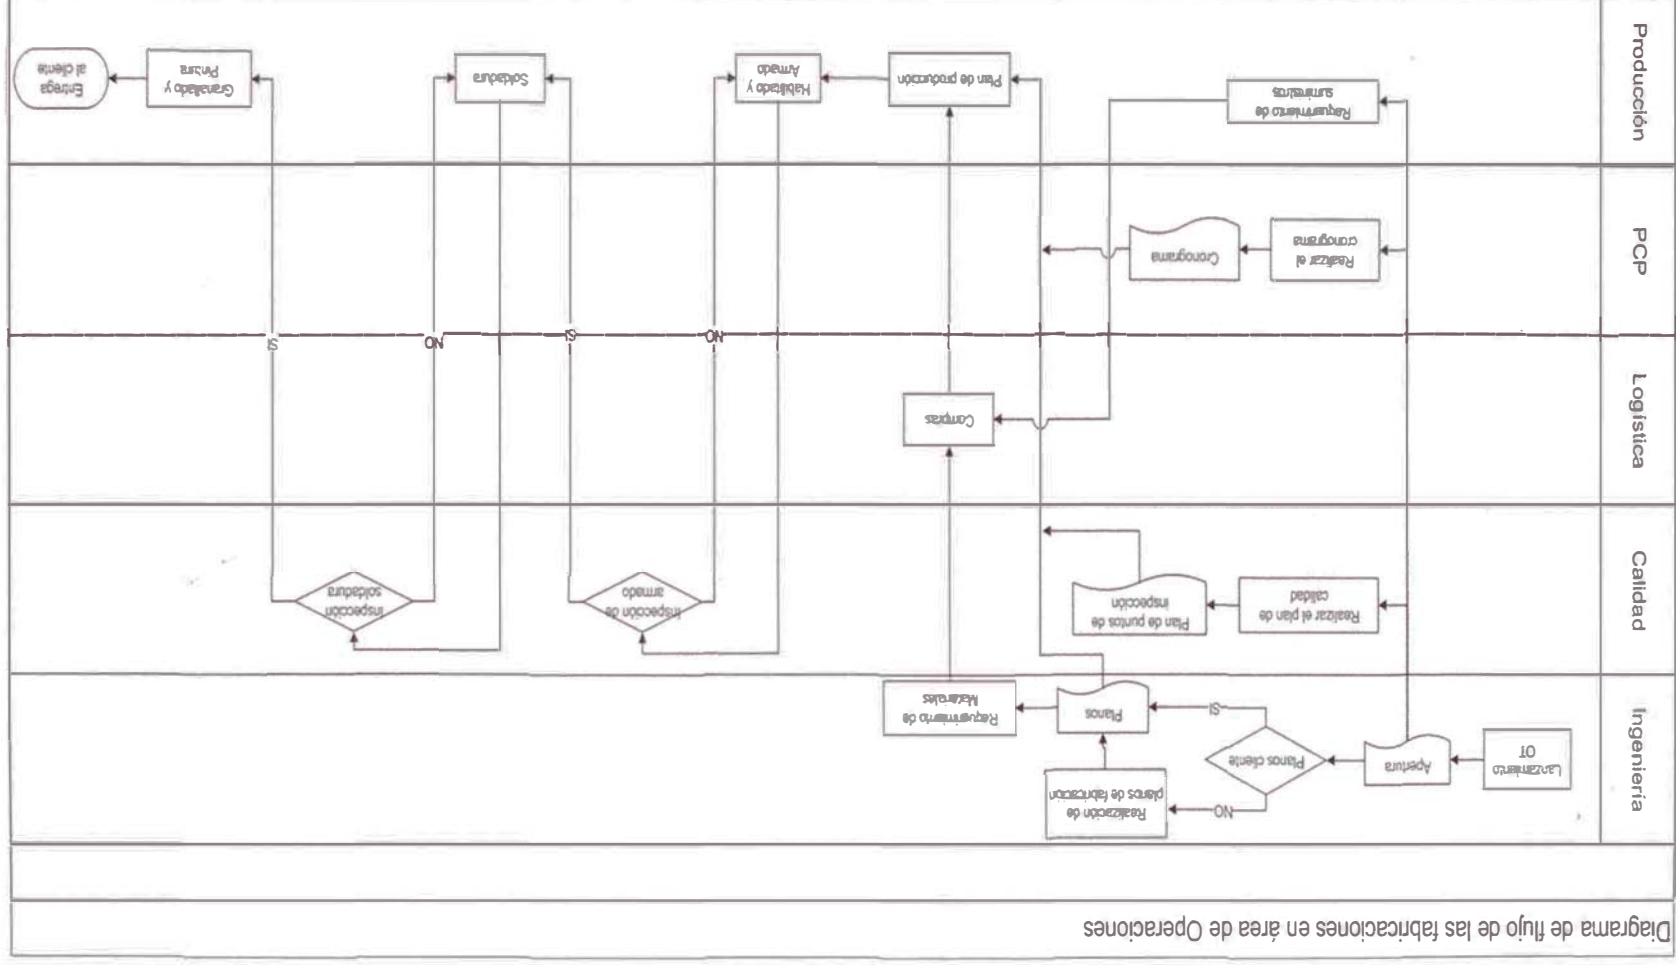 Diagrama de flujo de las fabricaciones en área de Operaciones
Ingeniería
Lanzamiento
OT
Apertura
Planos cliente
NO
SI
Realización de
planos de fabricación
Planos
Requerimiento de
Materiales
Calidad
Realizar el plan de
calidad
Plan de puntos de
inspección
inspección de
armado
inspección
soldadura
Logística
Compras
NO
SI
NO
SI
PCP
Realizar el
cronograma
Cronograma
Producción
Requerimiento de
suministros
Plan de producción
Habilitado y
Armado
Soldadura
Granallado y
Pintura
Entrega
al cliente